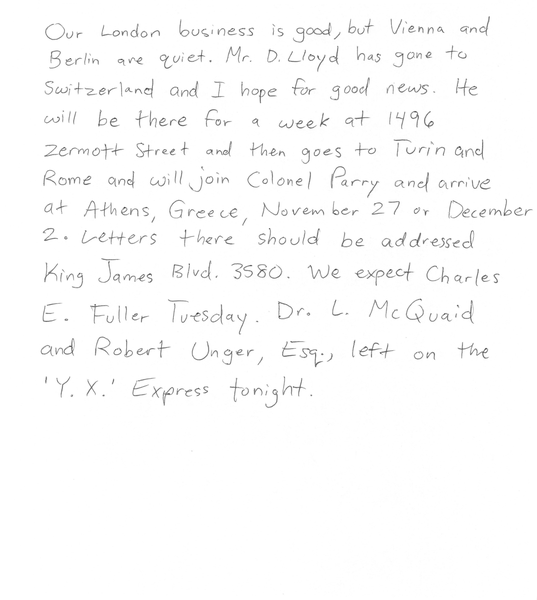 Our London business is good, but Vienna and
Berlin are quiet. Mr. D. Lloyd has gone to
Switzerland and I hope for good news. He
will be there for a week at 1496
Zermott Street and then goes to Turin and
Rome and will join Colonel Parry and arrive
at Athens, Greece, November 27 or December
2. Letters there should be addressed
King James Blvd. 3580. We expect Charles
E. Fuller Tuesday. Dr. L. McQuaid
and Robert Unger, Esq., left on the
'Y. X.' Express tonight.